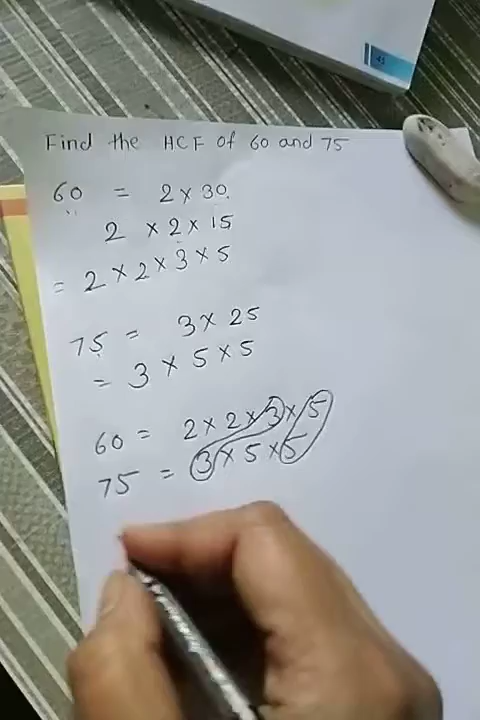 45
Find the HCF of 60 and 75
60 = 2 × 30
2 × 2 × 15
= 2 × 2 × 3 × 5
75 = 3 × 25
= 3 × 5 × 5
60 = 2 × 2 × 3 × 5
75 = 3 × 5 × 5